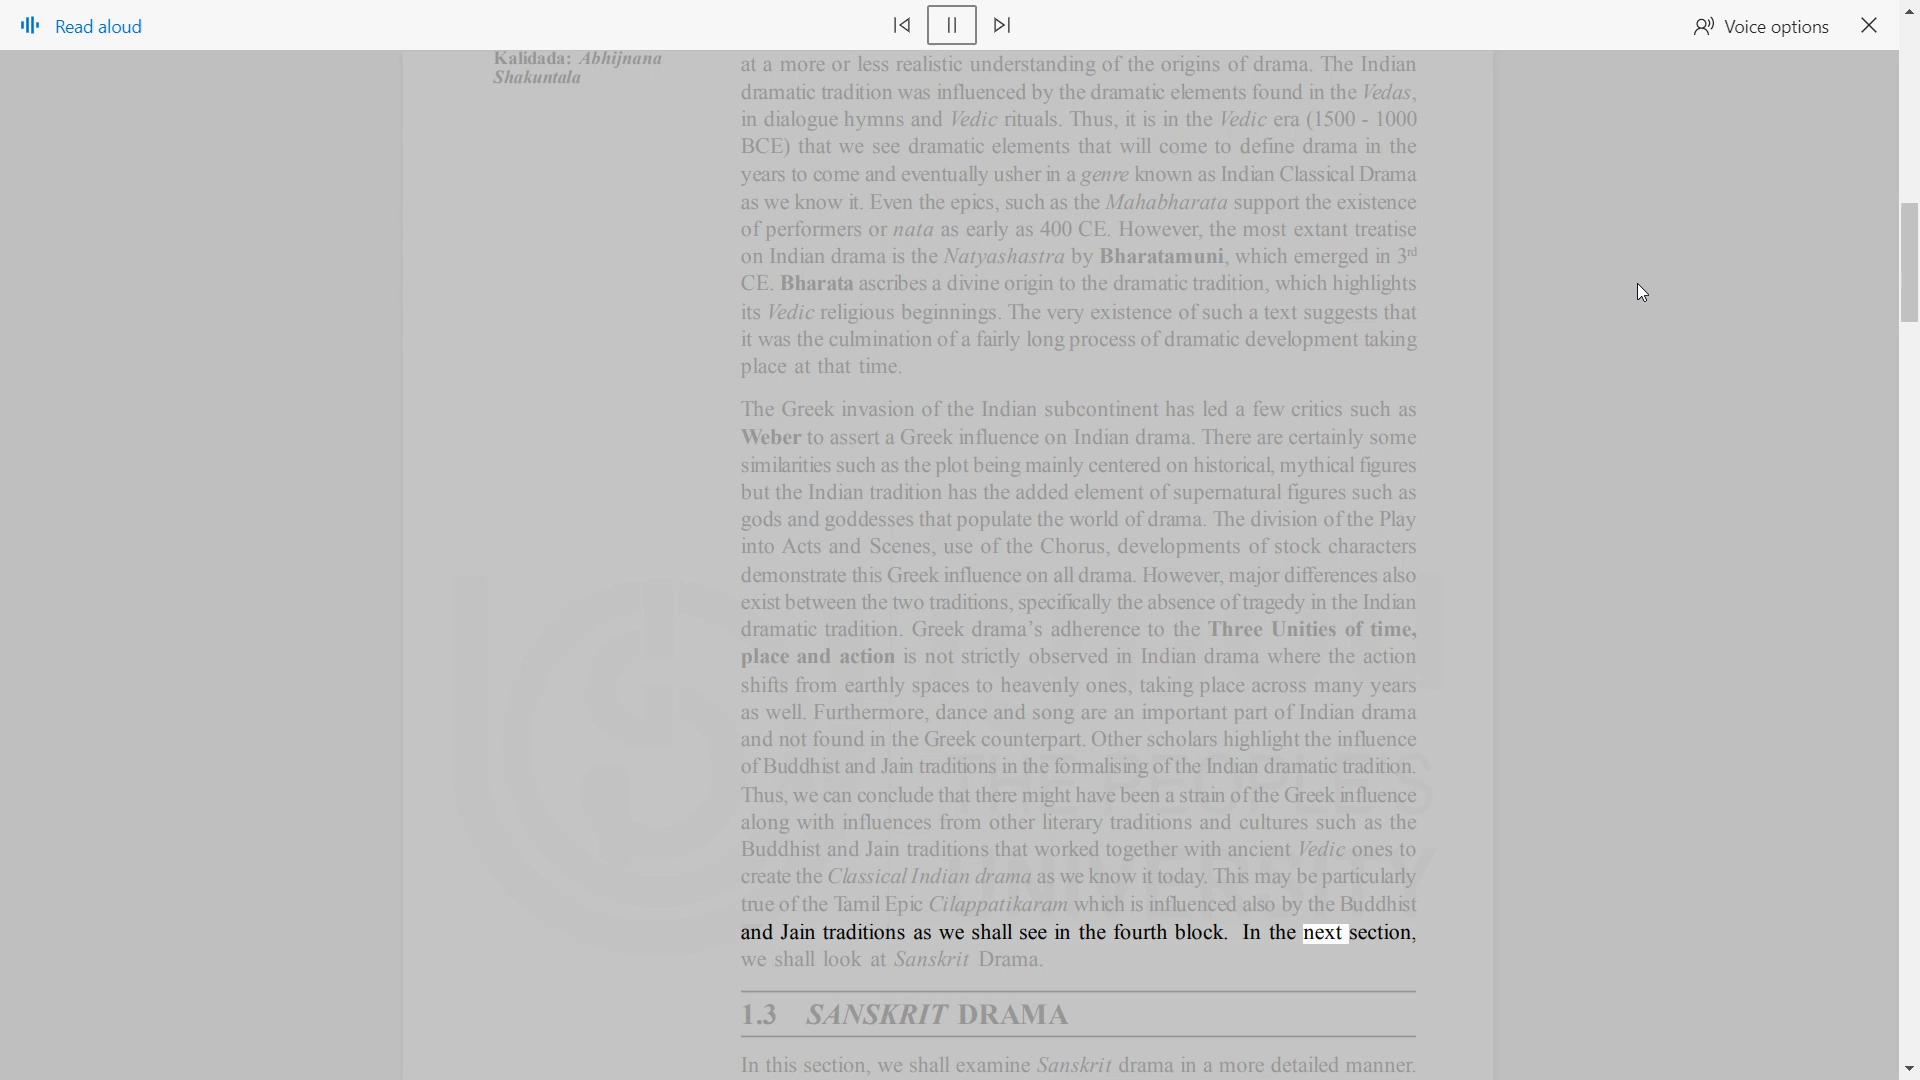 Read aloud
Voice options
Kalidada: Abhijnana
Shakuntala
at a more or less realistic understanding of the origins of drama. The Indian
dramatic tradition was influenced by the dramatic elements found in the Vedas,
in dialogue hymns and Vedic rituals. Thus, it is in the Vedic era (1500 - 1000
BCE) that we see dramatic elements that will come to define drama in the
years to come and eventually usher in a genre known as Indian Classical Drama
as we know it. Even the epics, such as the Mahabharata support the existence
of performers or nata as early as 400 CE. However, the most extant treatise
on Indian drama is the Natyashastra by Bharatamuni, which emerged in 3rd
CE. Bharata ascribes a divine origin to the dramatic tradition, which highlights
its Vedic religious beginnings. The very existence of such a text suggests that
it was the culmination of a fairly long process of dramatic development taking
place at that time.
The Greek invasion of the Indian subcontinent has led a few critics such as
Weber to assert a Greek influence on Indian drama. There are certainly some
similarities such as the plot being mainly centered on historical, mythical figures
but the Indian tradition has the added element of supernatural figures such as
gods and goddesses that populate the world of drama. The division of the Play
into Acts and Scenes, use of the Chorus, developments of stock characters
demonstrate this Greek influence on all drama. However, major differences also
exist between the two traditions, specifically the absence of tragedy in the Indian
dramatic tradition. Greek drama's adherence to the Three Unities of time,
place and action is not strictly observed in Indian drama where the action
shifts from earthly spaces to heavenly ones, taking place across many years
as well. Furthermore, dance and song are an important part of Indian drama
and not found in the Greek counterpart. Other scholars highlight the influence
of Buddhist and Jain traditions in the formalising of the Indian dramatic tradition.
Thus, we can conclude that there might have been a strain of the Greek influence
along with influences from other literary traditions and cultures such as the
Buddhist and Jain traditions that worked together with ancient Vedic ones to
create the Classical Indian drama as we know it today. This may be particularly
true of the Tamil Epic Cilappatikaram which is influenced also by the Buddhist
and Jain traditions as we shall see in the fourth block. In the next section,
we shall look at Sanskrit Drama.
1.3 SANSKRIT DRAMA
In this section, we shall examine Sanskrit drama in a more detailed manner.
THE PEOPLE'S
UNIVERSITY